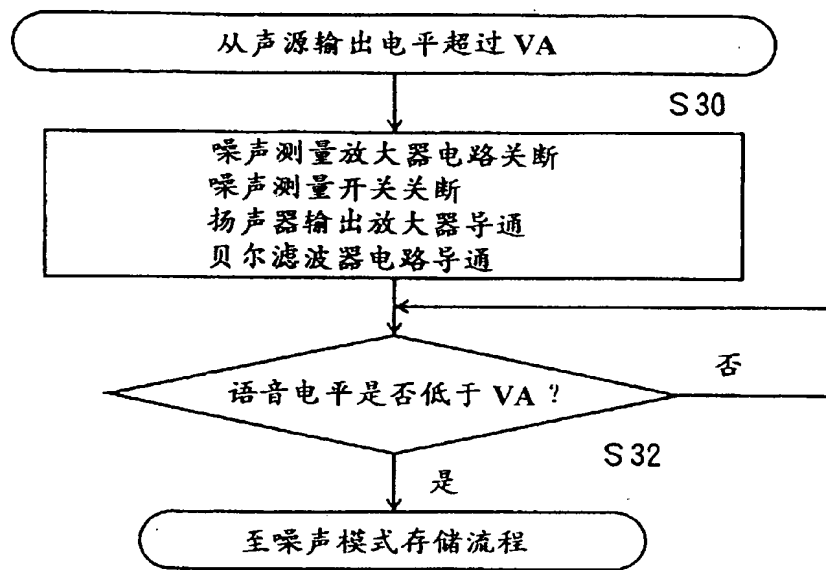 从声源输出电平超过 VA
S30
噪声测量放大器电路关断
噪声测量开关关断
扬声器输出放大器导通
贝尔滤波器电路导通
语音电平是否低于 VA？
否
S32
是
至噪声模式存储流程